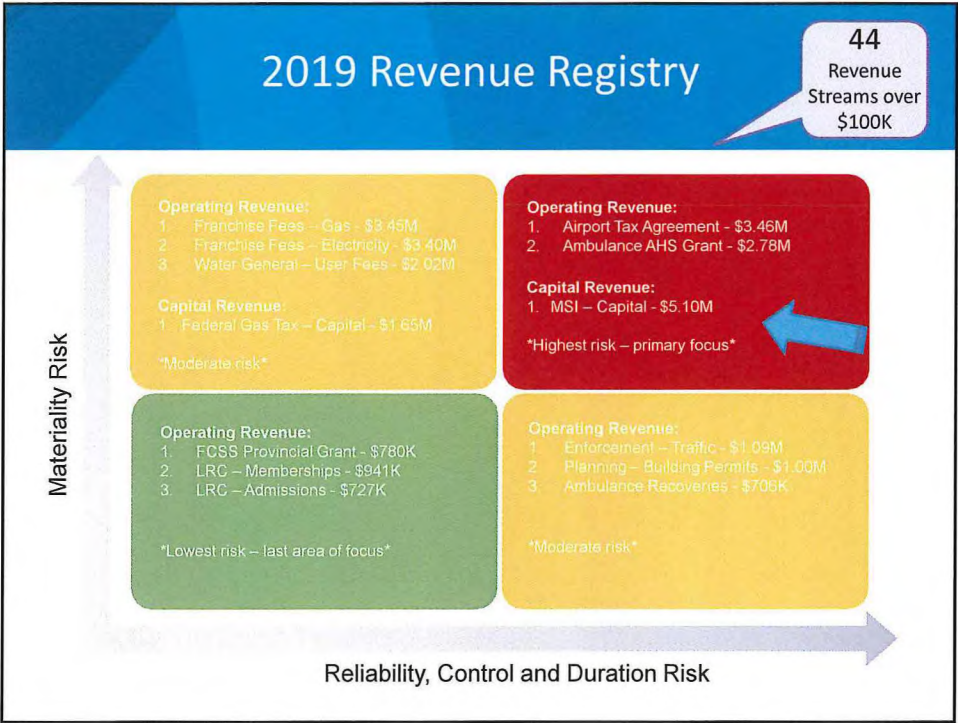 2019 Revenue Registry
44
Revenue
Streams over
$100K
Materiality Risk
Operating Revenue:
1. Franchise Fees – Gas - $3.45M
2. Franchise Fees – Electricity - $3.40M
3. Water General – User Fees - $2.02M
Capital Revenue:
1. Federal Gas Tax – Capital - $1.65M
*Moderate risk*
Operating Revenue:
1. Airport Tax Agreement - $3.46M
2. Ambulance AHS Grant - $2.78M
Capital Revenue:
1. MSI – Capital - $5.10M
*Highest risk – primary focus*
Operating Revenue:
1. FCSS Provincial Grant - $780K
2. LRC – Memberships - $941K
3. LRC – Admissions - $727K
*Lowest risk – last area of focus*
Operating Revenue:
1. Enforcement – Traffic - $1.09M
2. Planning – Building Permits - $1.00M
3. Ambulance Recoveries - $706K
*Moderate risk*
Reliability, Control and Duration Risk